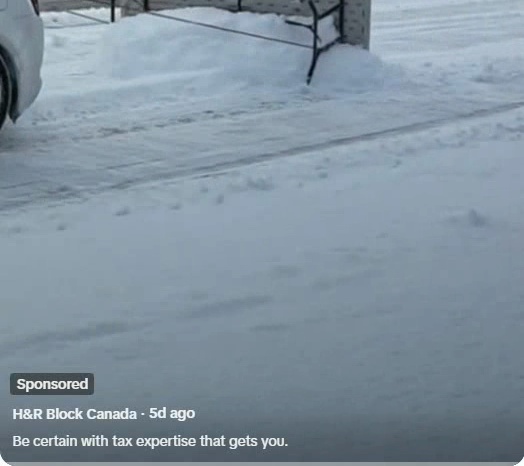 Sponsored
H&R Block Canada · 5d ago
Be certain with tax expertise that gets you.